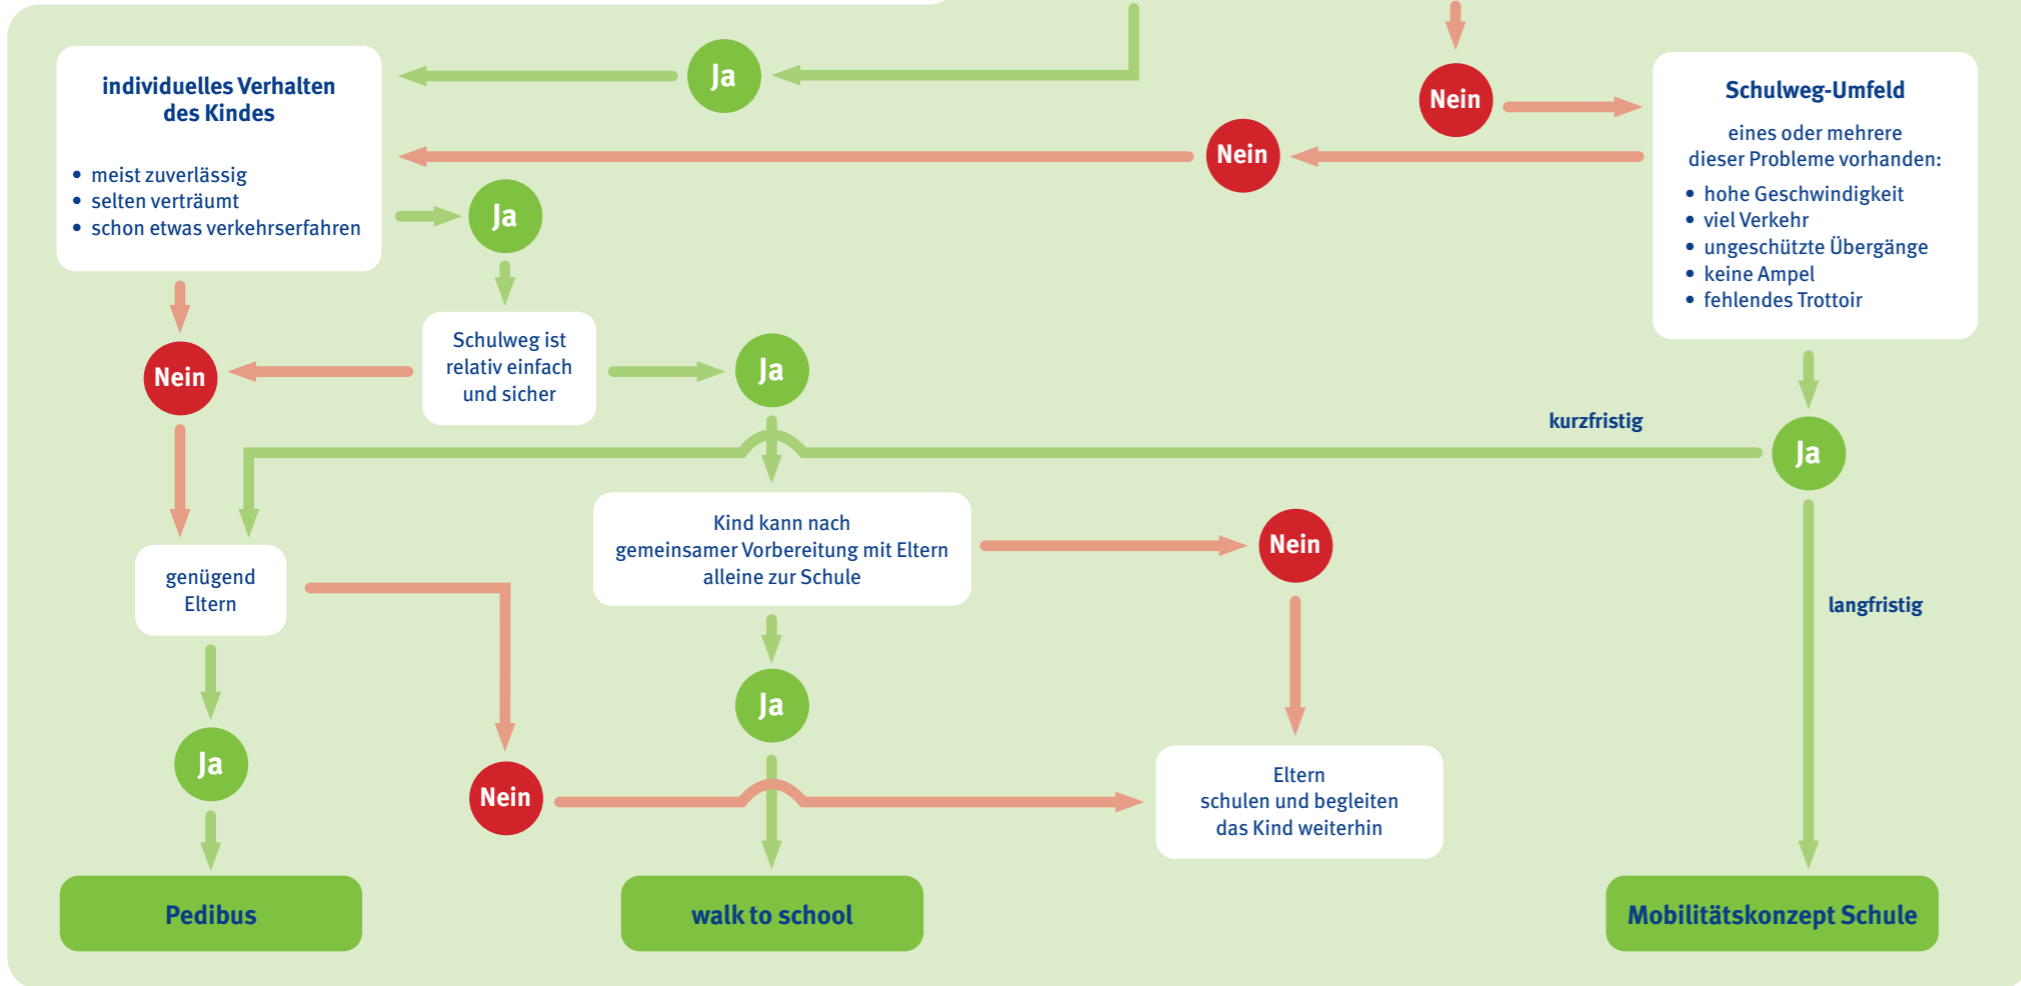 individuelles Verhalten
des Kindes
• meist zuverlässig
• selten verträumt
• schon etwas verkehrserfahren
Ja
Nein
Nein
Schulweg-Umfeld
eines oder mehrere
dieser Probleme vorhanden:
• hohe Geschwindigkeit
• viel Verkehr
• ungeschützte Übergänge
• keine Ampel
• fehlendes Trottoir
Ja
Schulweg ist
relativ einfach
und sicher
Nein
Ja
kurzfristig
Ja
langfristig
Kind kann nach
gemeinsamer Vorbereitung mit Eltern
alleine zur Schule
Nein
genügend
Eltern
Ja
Ja
Nein
Eltern
schulen und begleiten
das Kind weiterhin
Pedibus
walk to school
Mobilitätskonzept Schule